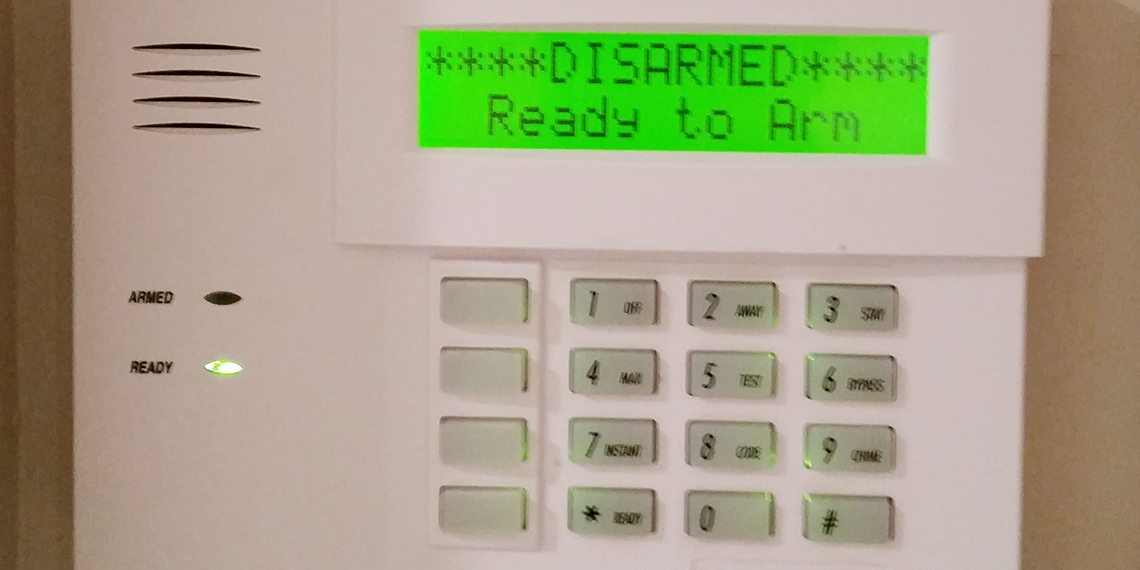 ****DISARMED****
Ready to Arm
ARMED
READY
1 OFF
2 AWAY
3 STAY
4 MAX
5 TEST
6 BYPASS
7 INSTANT
8 CODE
9 CHIME
* READY
0
#